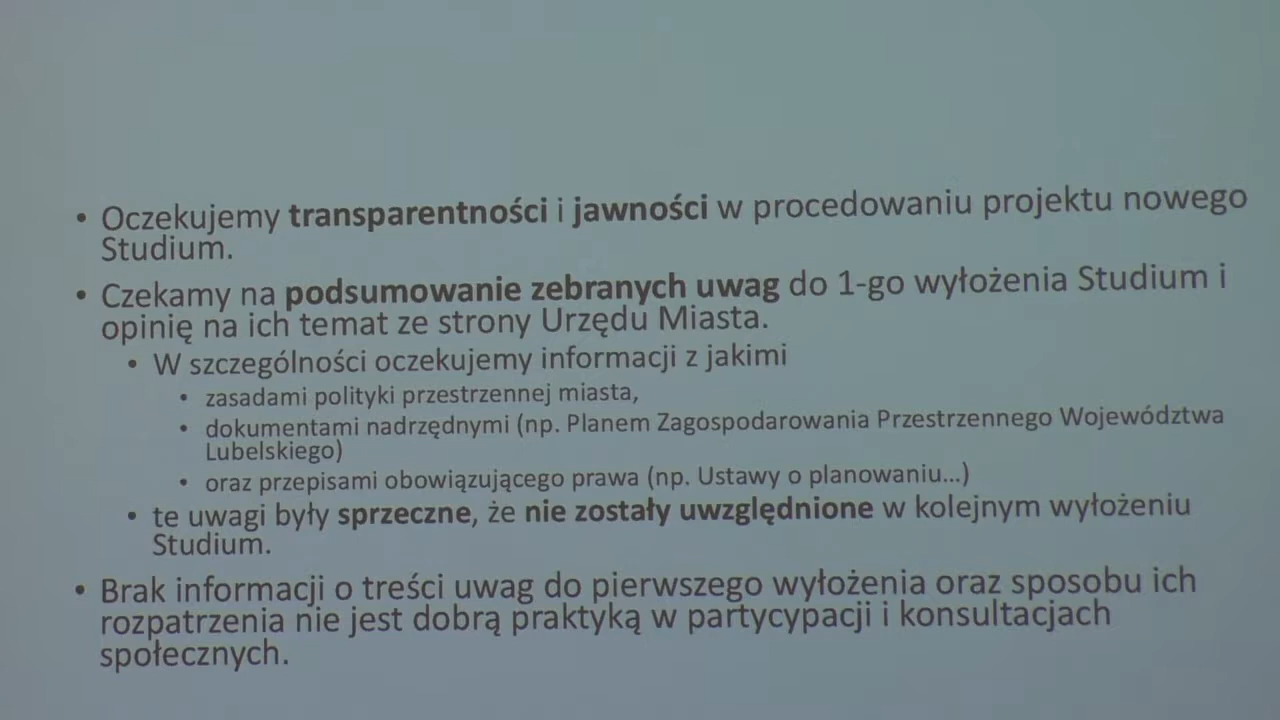 • Oczekujemy transparentności i jawności w procedowaniu projektu nowego
Studium.
• Czekamy na podsumowanie zebranych uwag do 1-go wyłożenia Studium i
opinię na ich temat ze strony Urzędu Miasta.
• W szczególności oczekujemy informacji z jakimi
• zasadami polityki przestrzennej miasta,
• dokumentami nadrzędnymi (np. Planem Zagospodarowania Przestrzennego Województwa
Lubelskiego)
• oraz przepisami obowiązującego prawa (np. Ustawy o planowaniu...)
• te uwagi były sprzeczne, że nie zostały uwzględnione w kolejnym wyłożeniu
Studium.
• Brak informacji o treści uwag do pierwszego wyłożenia oraz sposobu ich
rozpatrzenia nie jest dobrą praktyką w partycypacji i konsultacjach
społecznych.